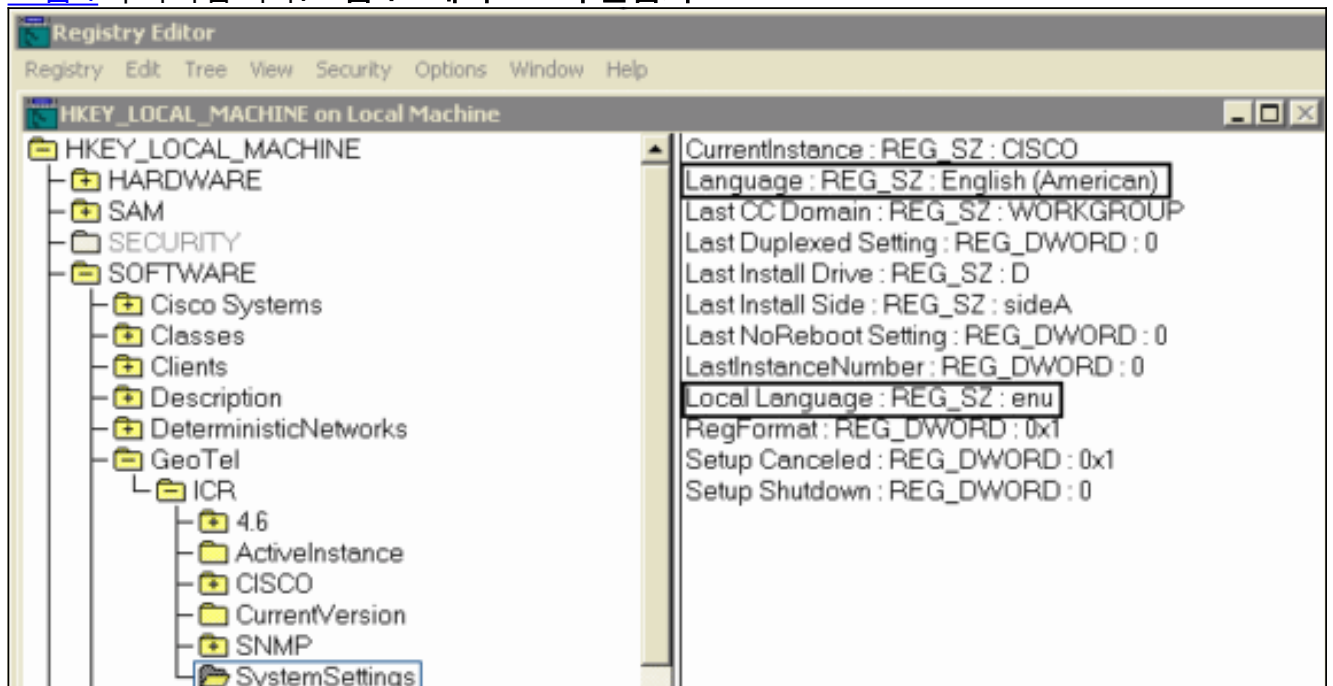 Registry Editor
Registry Edit Tree View Security Options Window Help
HKEY_LOCAL_MACHINE on Local Machine
HKEY_LOCAL_MACHINE
HARDWARE
SAM
SECURITY
SOFTWARE
Cisco Systems
Classes
Clients
Description
DeterministicNetworks
GeoTel
ICR
4.6
ActiveInstance
CISCO
CurrentVersion
SNMP
SystemSettings
CurrentInstance : REG_SZ : CISCO
Language : REG_SZ : English (American)
Last CC Domain : REG_SZ : WORKGROUP
Last Duplexed Setting : REG_DWORD : 0
Last Install Drive : REG_SZ : D
Last Install Side : REG_SZ : sideA
Last NoReboot Setting : REG_DWORD : 0
LastInstanceNumber : REG_DWORD : 0
Local Language : REG_SZ : enu
RegFormat : REG_DWORD : 0x1
Setup Canceled : REG_DWORD : 0x1
Setup Shutdown : REG_DWORD : 0